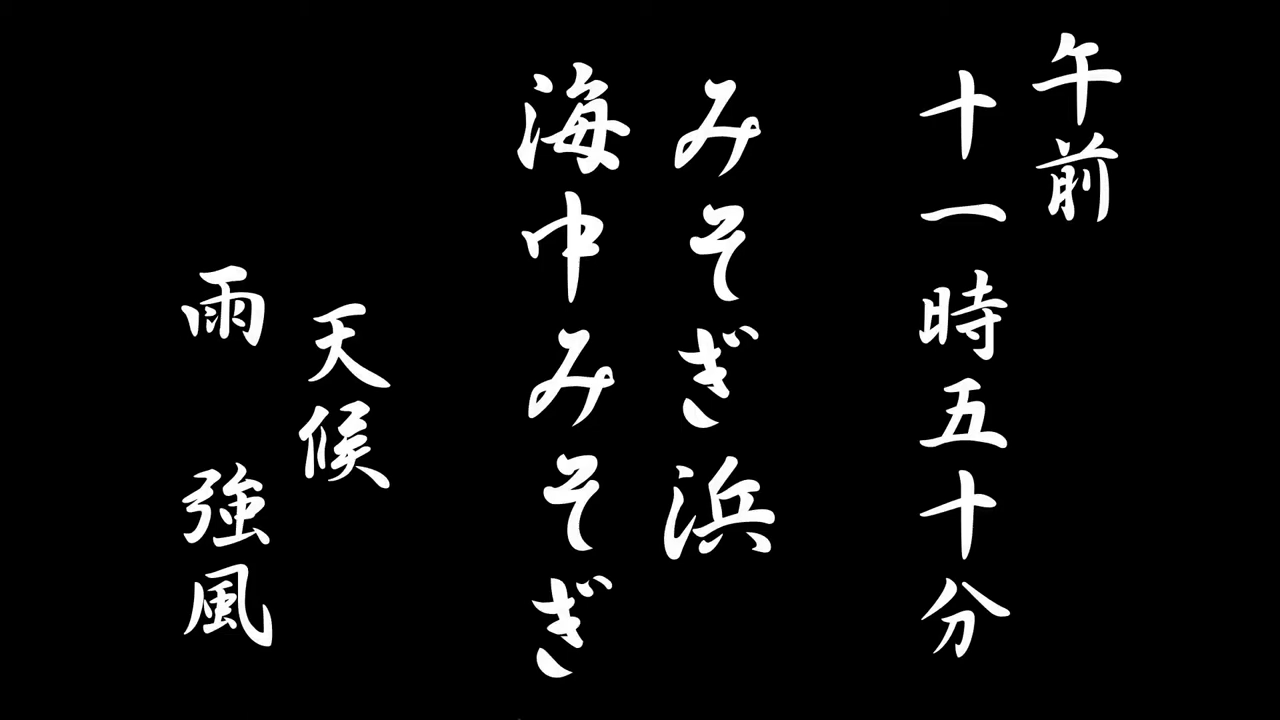 午前
十一時五十分
みそぎ浜
海中みそぎ
天候
雨　強風